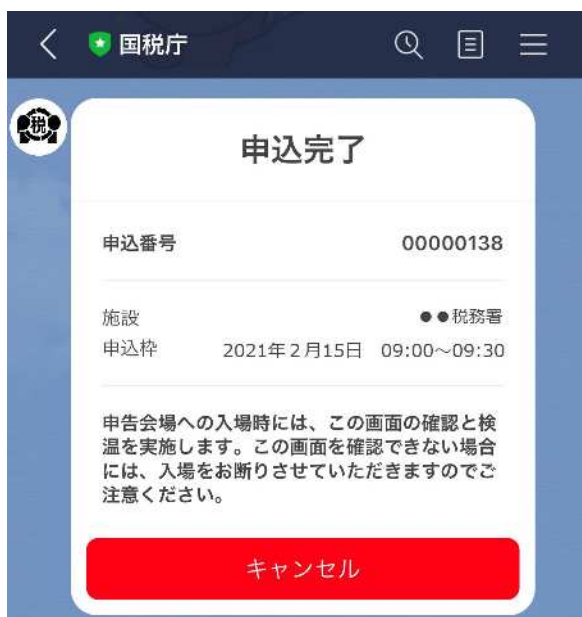 国税庁
税
申込完了
申込番号 00000138
施設 ●●税務署
申込枠 2021年2月15日 09:00～09:30
申告会場への入場時には、この画面の確認と検
温を実施します。この画面を確認できない場合
には、入場をお断りさせていただきますのでご
注意ください。
キャンセル